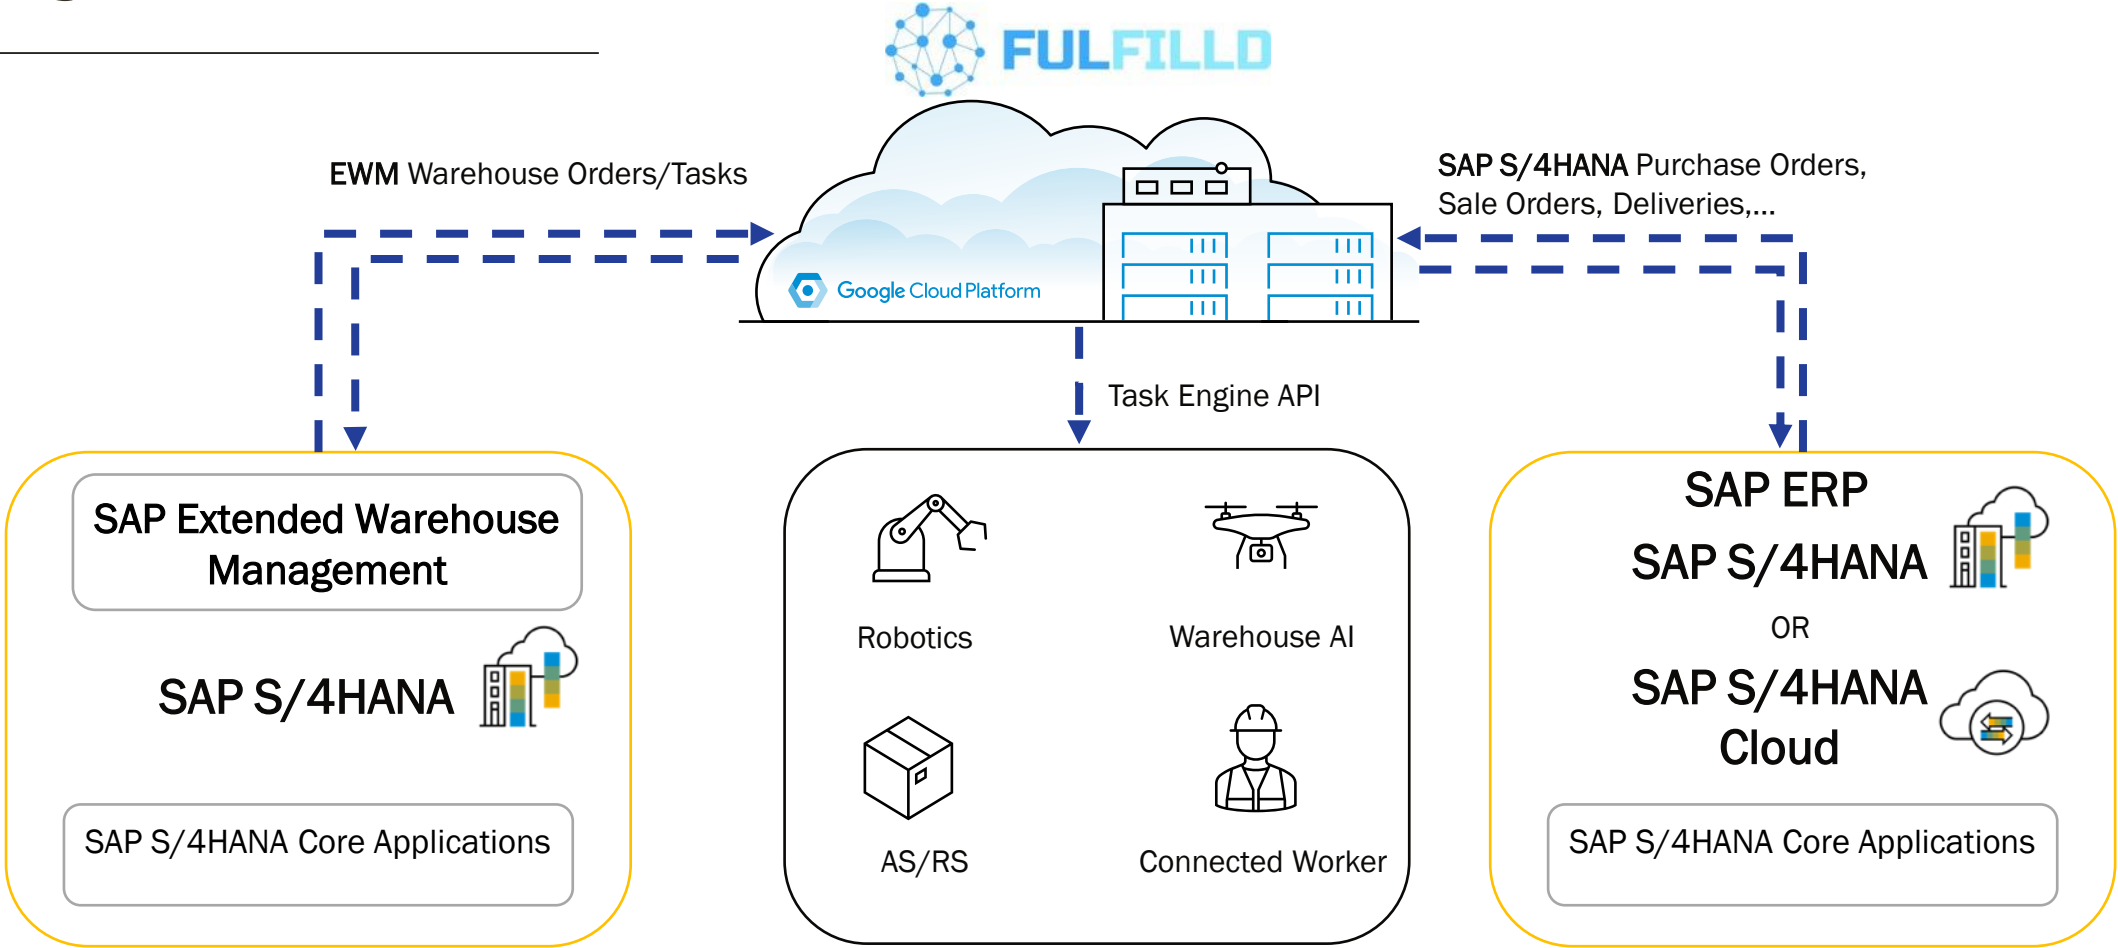 FULFILLD
EWM Warehouse Orders/Tasks
SAP S/4HANA Purchase Orders,
Sale Orders, Deliveries,...
Google Cloud Platform
Task Engine API
SAP Extended Warehouse
Management
SAP S/4HANA
SAP S/4HANA Core Applications
Robotics
Warehouse AI
AS/RS
Connected Worker
SAP ERP
SAP S/4HANA
OR
SAP S/4HANA
Cloud
SAP S/4HANA Core Applications